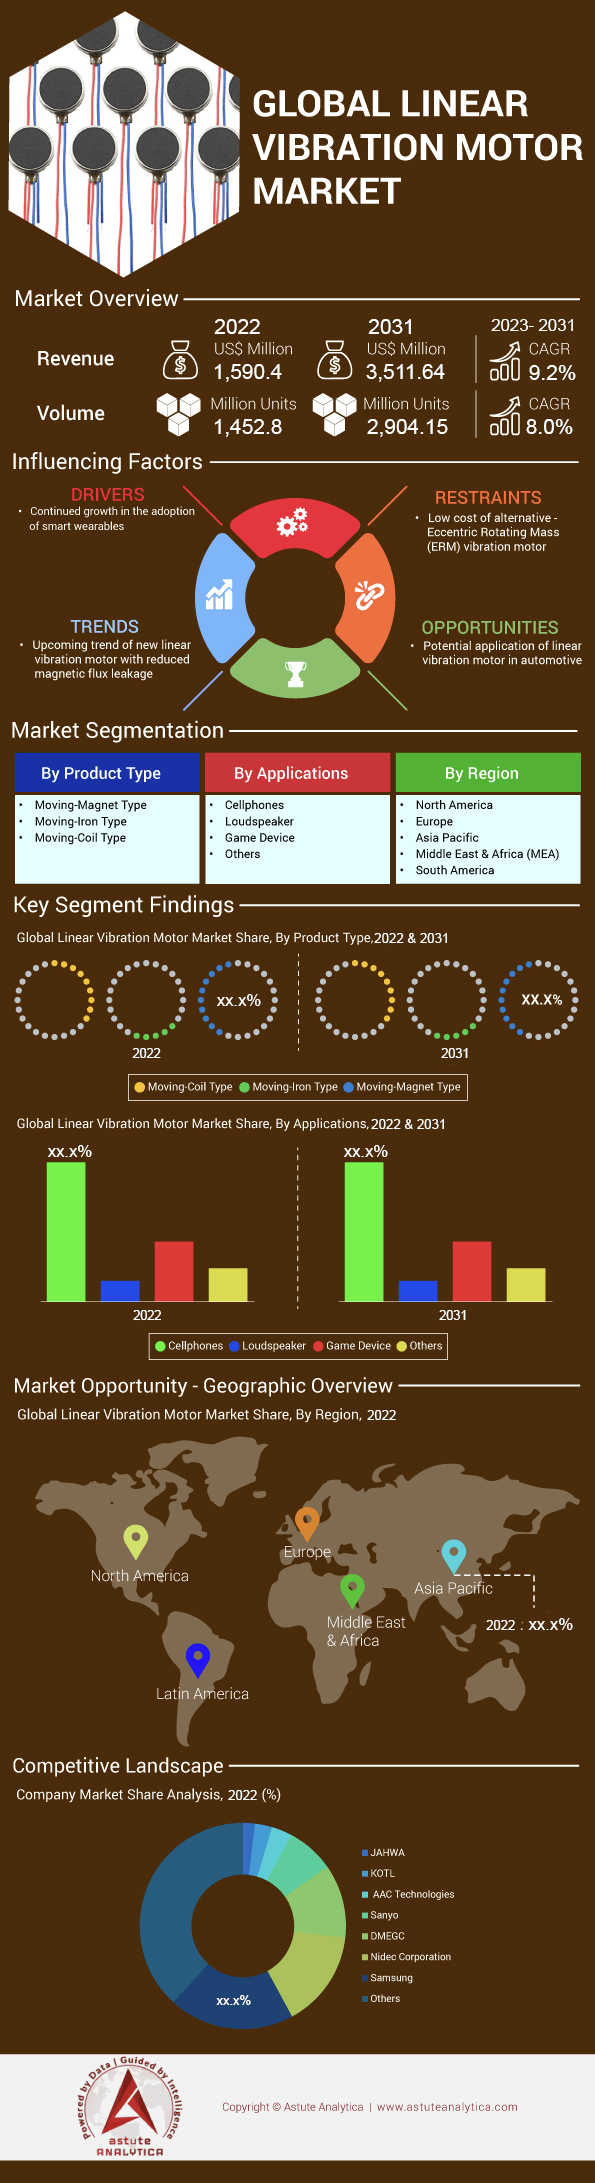 GLOBAL LINEAR
VIBRATION MOTOR
MARKET
Market Overview
2022
2031
2023- 2031
Revenue
US$ Million
1,590.4
US$ Million
3,511.64
CAGR
9.2%
Volume
Million Units
1,452.8
Million Units
2,904.15
CAGR
8.0%
Influencing Factors
DRIVERS
• Continued growth in the adoption
of smart wearables
RESTRAINTS
• Low cost of alternative -
Eccentric Rotating Mass
(ERM) vibration motor
TRENDS
• Upcoming trend of new linear
vibration motor with reduced
magnetic flux leakage
OPPORTUNITIES
• Potential application of linear
vibration motor in automotive
Market Segmentation
By Product Type
• Moving-Magnet Type
• Moving-Iron Type
• Moving-Coil Type
By Applications
• Cellphones
• Loudspeaker
• Game Device
• Others
By Region
• North America
• Europe
• Asia Pacific
• Middle East & Africa (MEA)
• South America
Key Segment Findings
Global Linear Vibration Motor Market Share, By Product Type,2022 & 2031
xx.x%
XX.X%
2022
2031
Moving-Coil Type Moving-Iron Type Moving-Magnet Type
Global Linear Vibration Motor Market Share, By Applications,2022 & 2031
xx.x%
xx.x%
2022
2031
Cellphones Loudspeaker Game Device Others
Market Opportunity - Geographic Overview
Global Linear Vibration Motor Market Share, By Region, 2022
North America
Europe
Asia Pacific
Middle East
& Africa
2022 : xx.x%
Latin America
Competitive Landscape
Company Market Share Analysis, 2022 (%)
JAHWA
KOTL
AAC Technologies
Sanyo
DMEGC
Nidec Corporation
Samsung
Others
xx.x%
Powered by Data | Guided by Intelligence
astute
ANALYTICA
Copyright © Astute Analytica | www.astuteanalytica.com